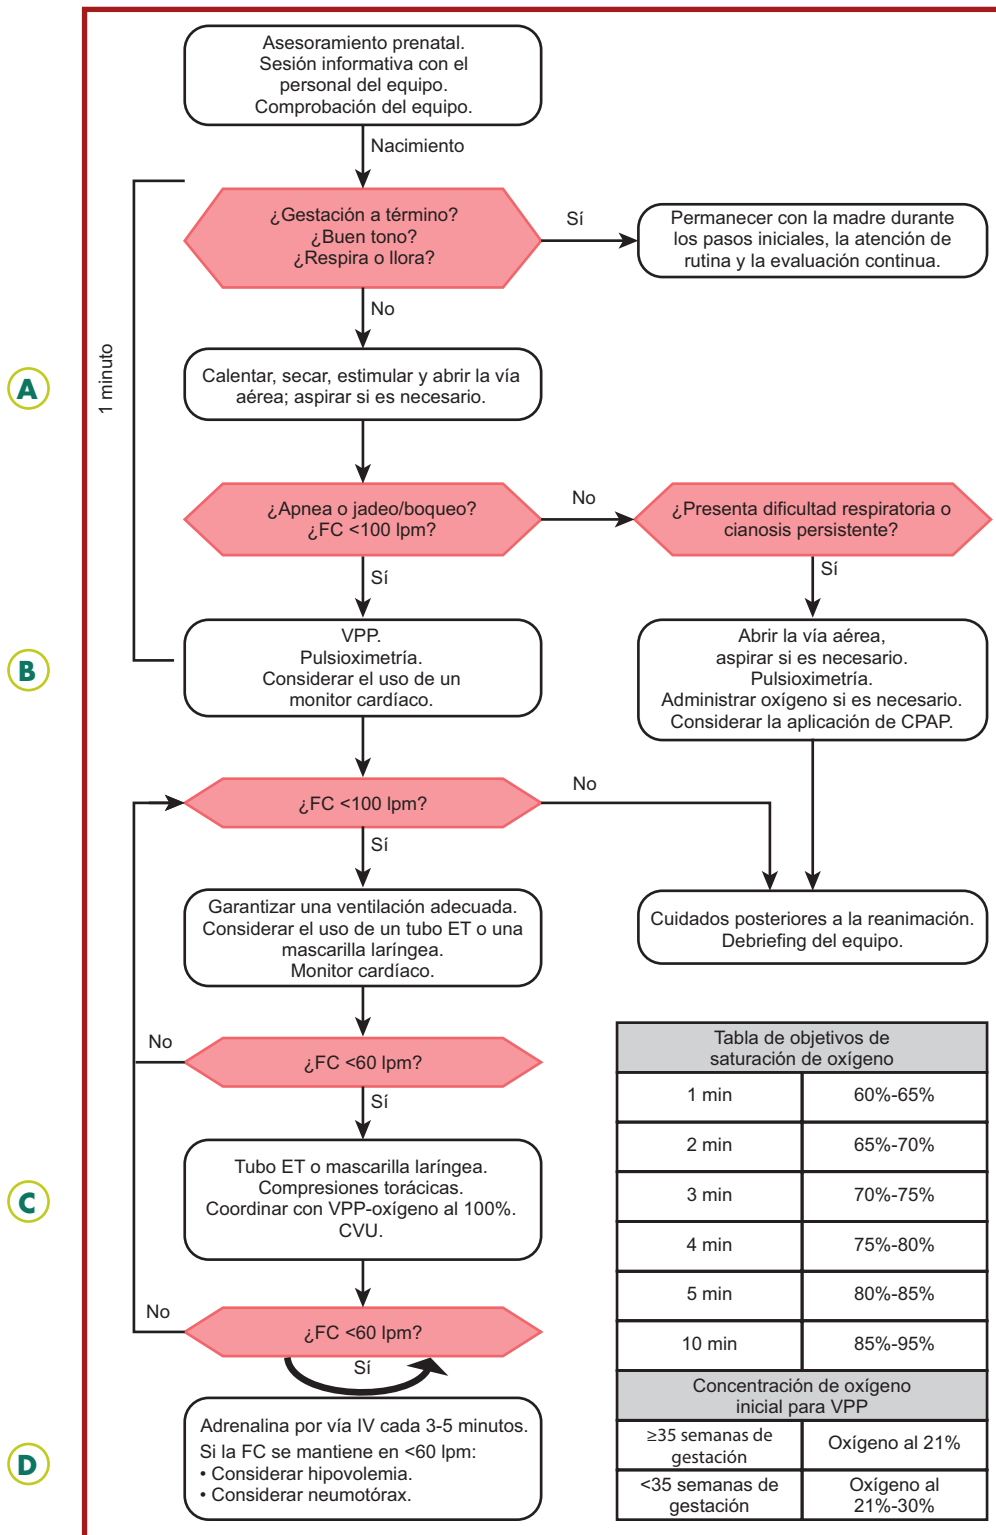 Asesoramiento prenatal.
Sesión informativa con el
personal del equipo.
Comprobación del equipo.
Nacimiento
1 minuto
¿Gestación a término?
¿Buen tono?
¿Respira o llora?
Sí
Permanecer con la madre durante
los pasos iniciales, la atención de
rutina y la evaluación continua.
No
A
Calentar, secar, estimular y abrir la vía
aérea; aspirar si es necesario.
¿Apnea o jadeo/boqueo?
¿FC <100 lpm?
No
¿Presenta dificultad respiratoria o
cianosis persistente?
Sí
Sí
B
VPP.
Pulsioximetría.
Considerar el uso de un
monitor cardíaco.
Abrir la vía aérea,
aspirar si es necesario.
Pulsioximetría.
Administrar oxígeno si es necesario.
Considerar la aplicación de CPAP.
¿FC <100 lpm?
No
Sí
Garantizar una ventilación adecuada.
Considerar el uso de un tubo ET o una
mascarilla laríngea.
Monitor cardíaco.
Cuidados posteriores a la reanimación.
Debriefing del equipo.
No
¿FC <60 lpm?
Sí
C
Tubo ET o mascarilla laríngea.
Compresiones torácicas.
Coordinar con VPP-oxígeno al 100%.
CVU.
No
¿FC <60 lpm?
Sí
D
Adrenalina por vía IV cada 3-5 minutos.
Si la FC se mantiene en <60 lpm:
• Considerar hipovolemia.
• Considerar neumotórax.
Tabla de objetivos de
saturación de oxígeno
1 min 60%-65%
2 min 65%-70%
3 min 70%-75%
4 min 75%-80%
5 min 80%-85%
10 min 85%-95%
Concentración de oxígeno
inicial para VPP
≥35 semanas de
gestación
Oxígeno al 21%
<35 semanas de
gestación
Oxígeno al
21%-30%